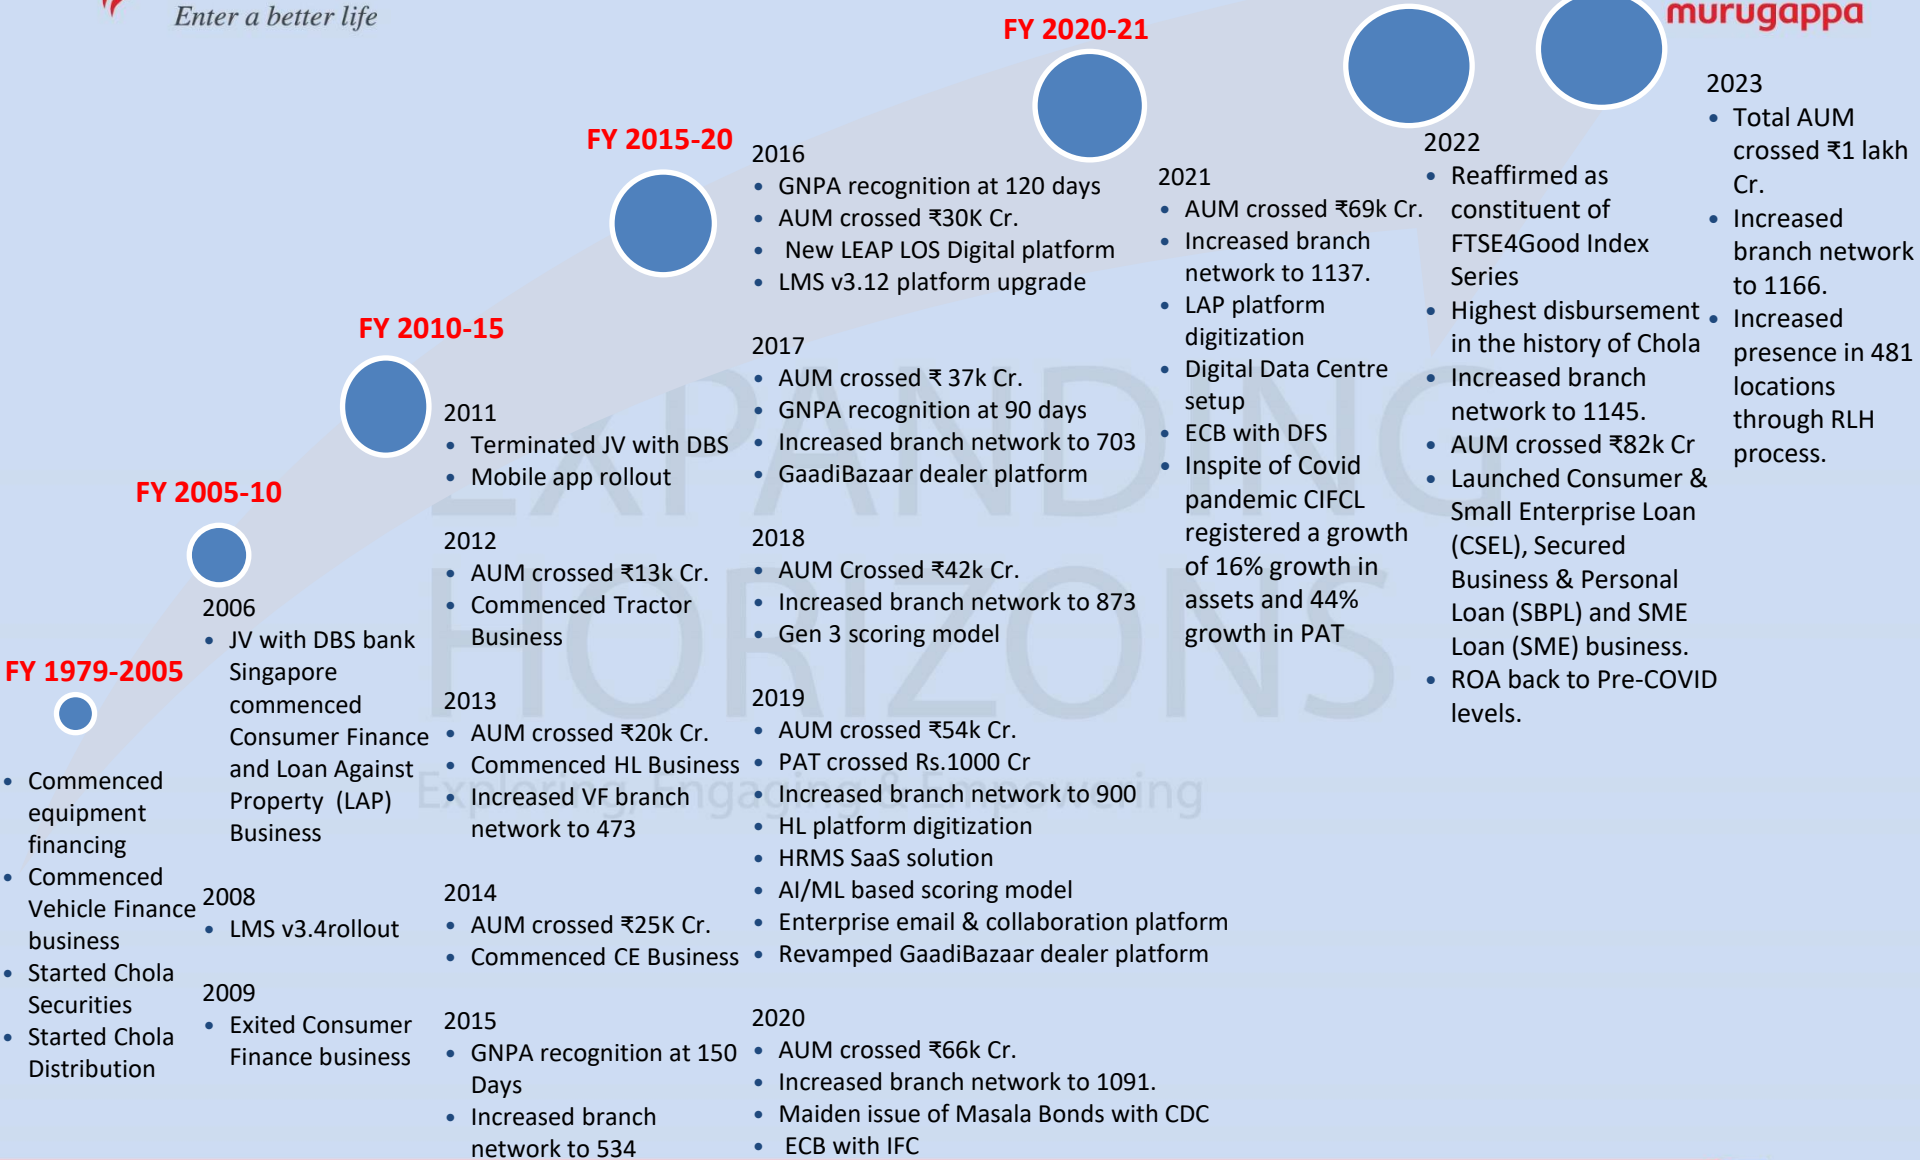 Enter a better life
murugappa
FY 1979-2005
• Commenced
equipment
financing
• Commenced
Vehicle Finance
business
• Started Chola
Securities
• Started Chola
Distribution
FY 2005-10
2006
• JV with DBS bank
Singapore
commenced
Consumer Finance
and Loan Against
Property (LAP)
Business
2008
• LMS v3.4rollout
2009
• Exited Consumer
Finance business
FY 2010-15
2011
• Terminated JV with DBS
• Mobile app rollout
2012
• AUM crossed ₹13k Cr.
• Commenced Tractor
Business
2013
• AUM crossed ₹20k Cr.
• Commenced HL Business
• Increased VF branch
network to 473
2014
• AUM crossed ₹25K Cr.
• Commenced CE Business
2015
• GNPA recognition at 150
Days
• Increased branch
network to 534
FY 2015-20
2016
• GNPA recognition at 120 days
• AUM crossed ₹30K Cr.
• New LEAP LOS Digital platform
• LMS v3.12 platform upgrade
2017
• AUM crossed ₹ 37k Cr.
• GNPA recognition at 90 days
• Increased branch network to 703
• GaadiBazaar dealer platform
2018
• AUM Crossed ₹42k Cr.
• Increased branch network to 873
• Gen 3 scoring model
2019
• AUM crossed ₹54k Cr.
• PAT crossed Rs.1000 Cr
• Increased branch network to 900
• HL platform digitization
• HRMS SaaS solution
• AI/ML based scoring model
• Enterprise email & collaboration platform
• Revamped GaadiBazaar dealer platform
2020
• AUM crossed ₹66k Cr.
• Increased branch network to 1091.
• Maiden issue of Masala Bonds with CDC
• ECB with IFC
FY 2020-21
2021
• AUM crossed ₹69k Cr.
• Increased branch
network to 1137.
• LAP platform
digitization
• Digital Data Centre
setup
• ECB with DFS
• Inspite of Covid
pandemic CIFCL
registered a growth
of 16% growth in
assets and 44%
growth in PAT
2022
• Reaffirmed as
constituent of
FTSE4Good Index
Series
• Highest disbursement
in the history of Chola
• Increased branch
network to 1145.
• AUM crossed ₹82k Cr
• Launched Consumer &
Small Enterprise Loan
(CSEL), Secured
Business & Personal
Loan (SBPL) and SME
Loan (SME) business.
• ROA back to Pre-COVID
levels.
2023
• Total AUM
crossed ₹1 lakh
Cr.
• Increased
branch network
to 1166.
• Increased
presence in 481
locations
through RLH
process.
EXPANDING
HORIZONS
Exploring, Engaging & Empowering